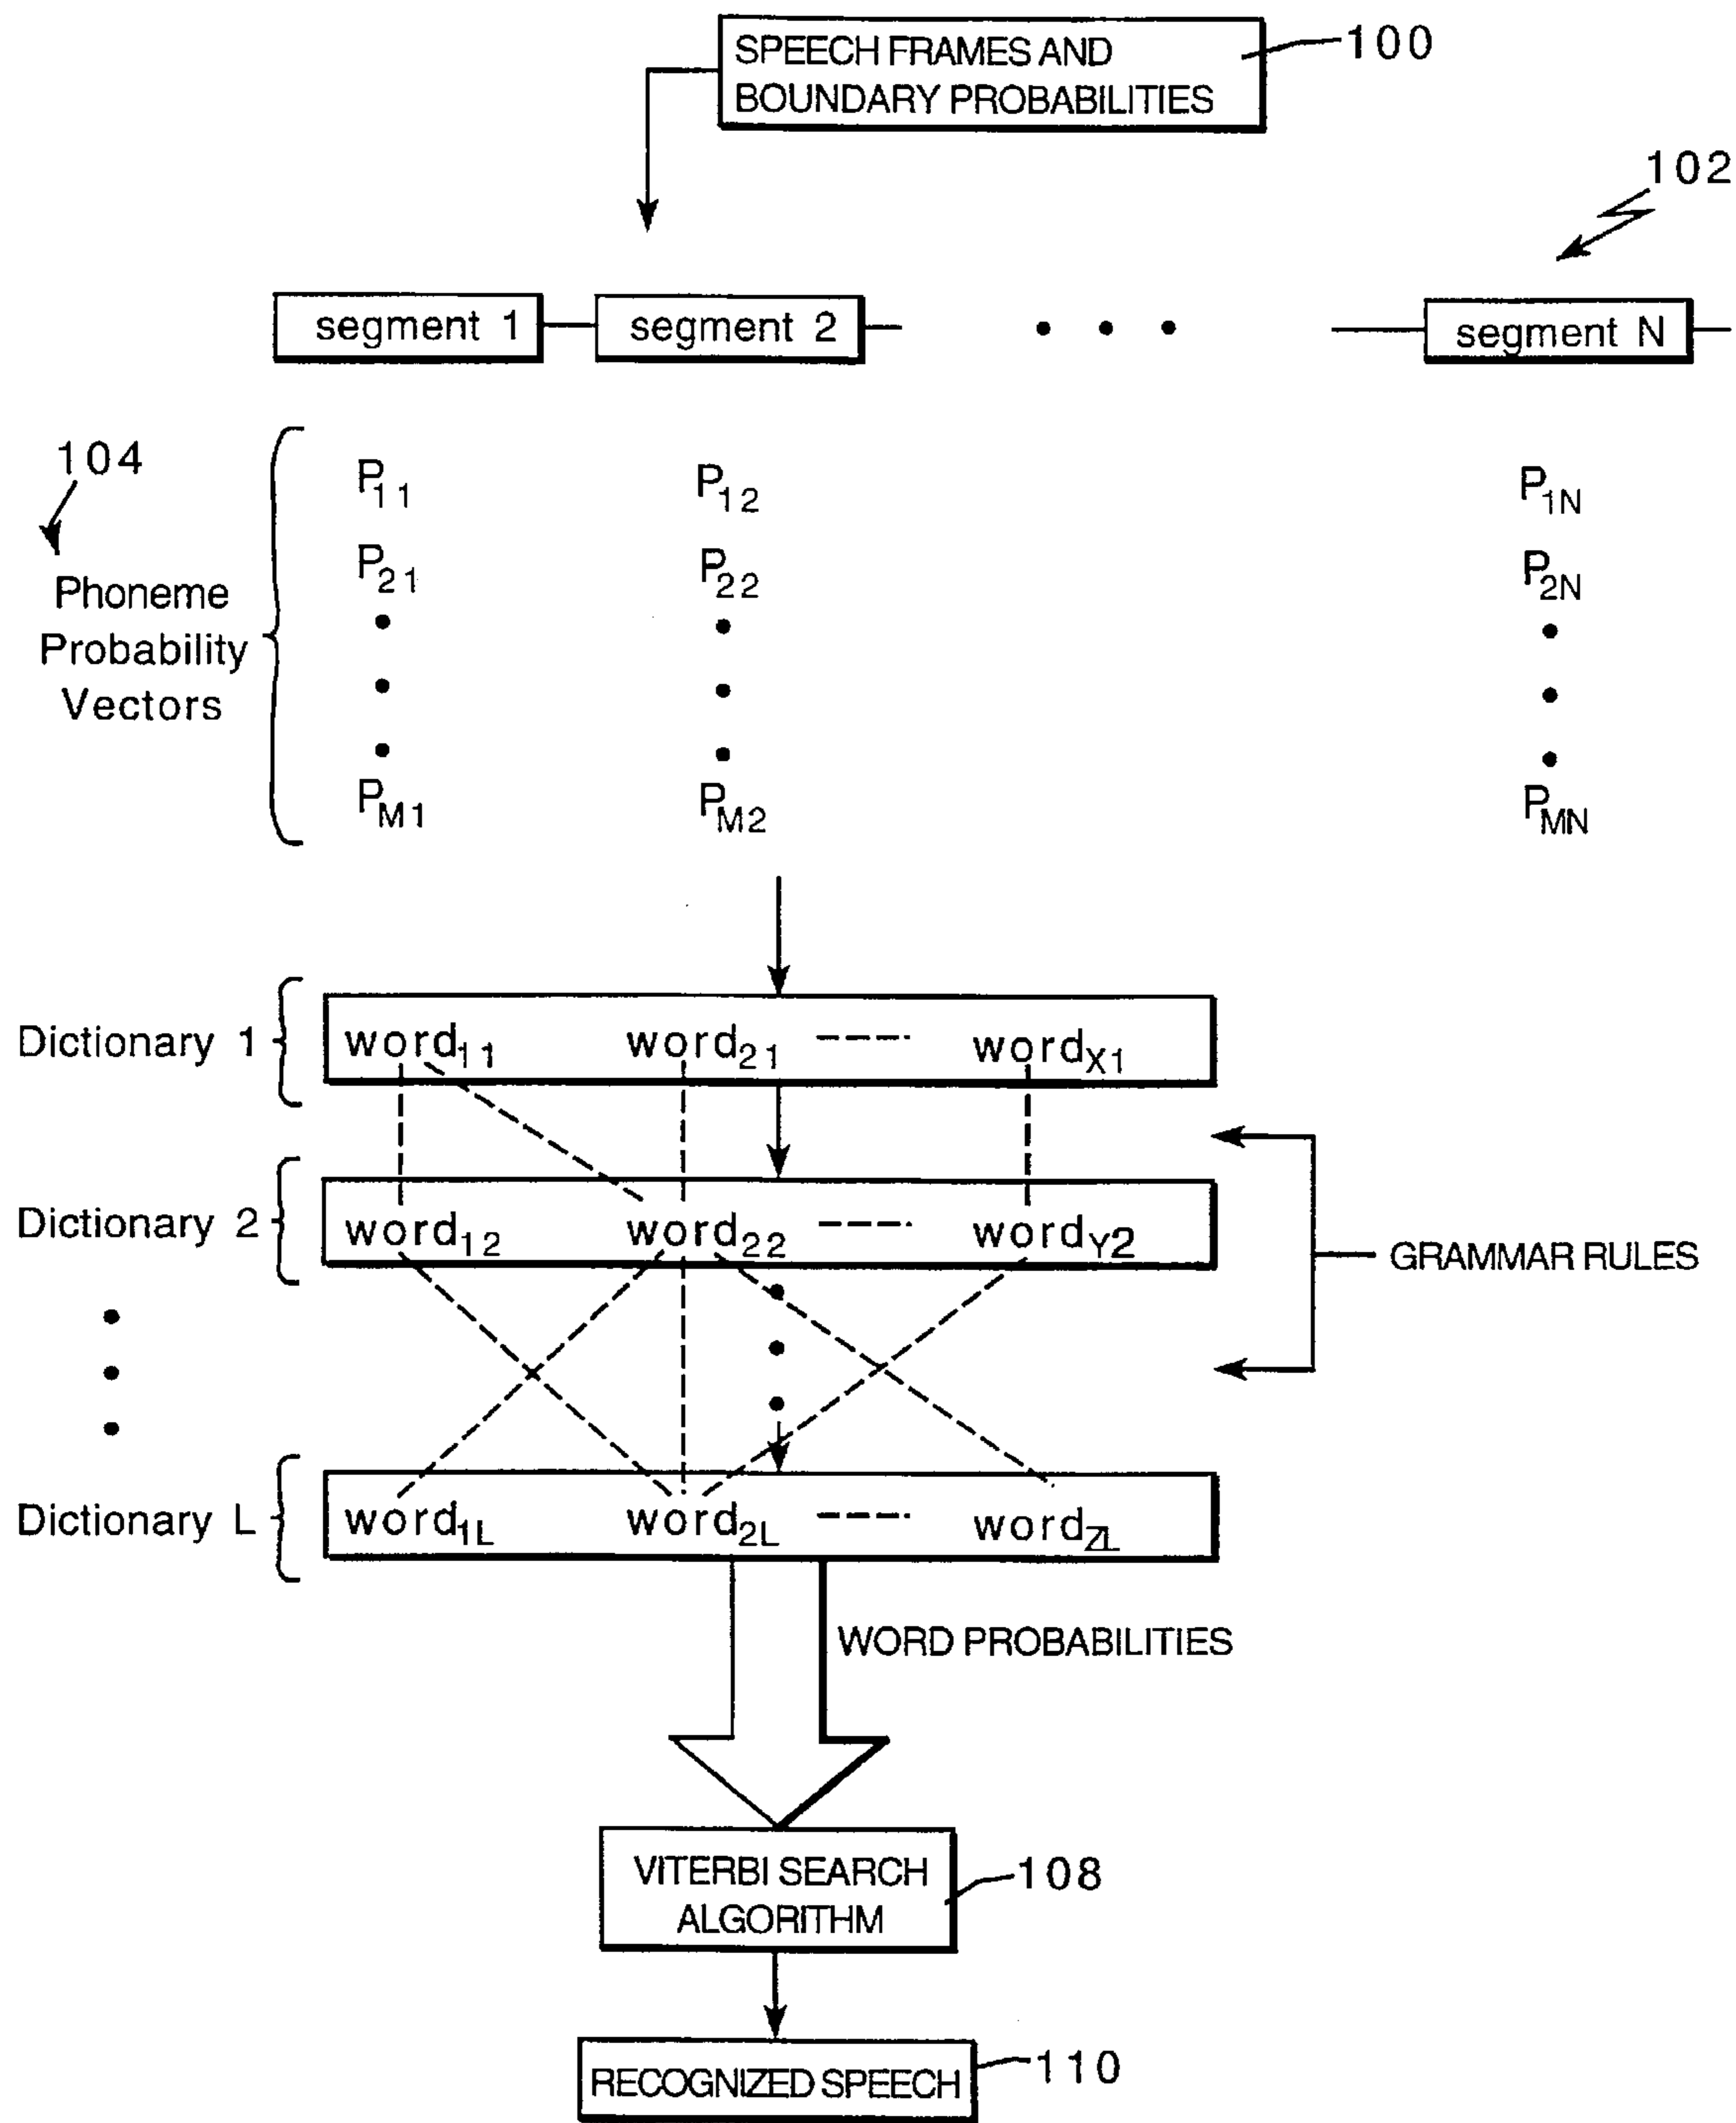 SPEECH FRAMES AND
BOUNDARY PROBABILITIES
100
102
segment 1
segment 2
segment N
104
Phoneme
Probability
Vectors
P11 P12 P1N
P21 P22 P2N
PM1 PM2 PMN
Dictionary 1
word11 word21 ---- wordX1
Dictionary 2
word12 word22 ---- wordY2
GRAMMAR RULES
Dictionary L
word1L word2L ---- wordZL
WORD PROBABILITIES
VITERBI SEARCH
ALGORITHM
108
RECOGNIZED SPEECH
110